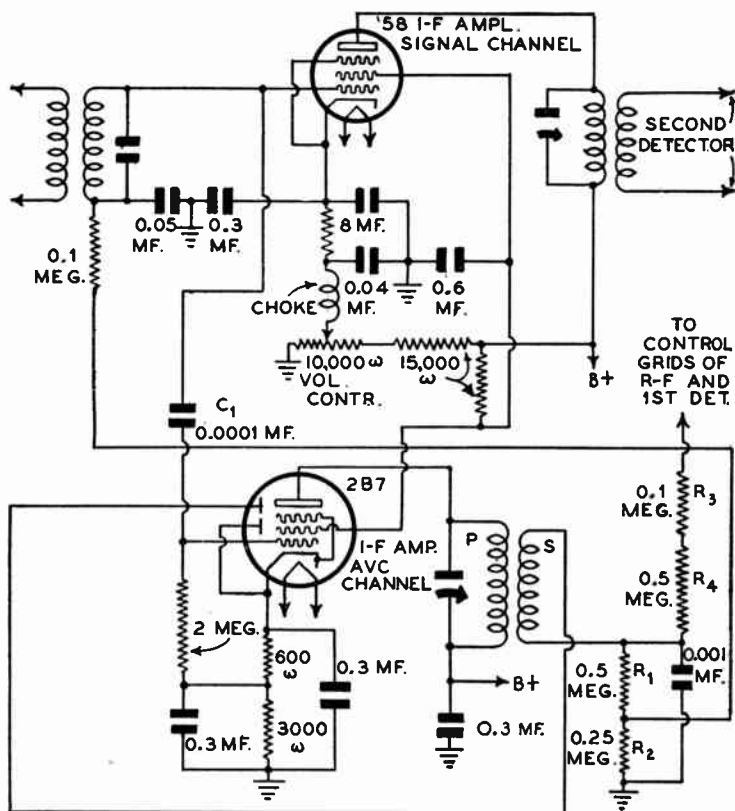 '58 I-F AMPL.
SIGNAL CHANNEL
SECOND
DETECTOR
0.05
MF.
0.3
MF.
8 MF.
0.1
MEG.
CHOKE
0.04
MF.
0.6
MF.
10,000 ω
VOL.
CONTR.
15,000
ω
B+
TO
CONTROL
GRIDS OF
R-F AND
1ST DET.
C1
0.0001 MF.
2B7
I-F AMP.
AVC
CHANNEL
P
S
0.1
MEG.
R3
0.5
MEG.
R4
2 MEG.
600
ω
0.3 MF.
B+
0.5
MEG.
R1
0.001
MF.
0.3 MF.
3000
ω
0.3 MF.
0.25
MEG.
R2